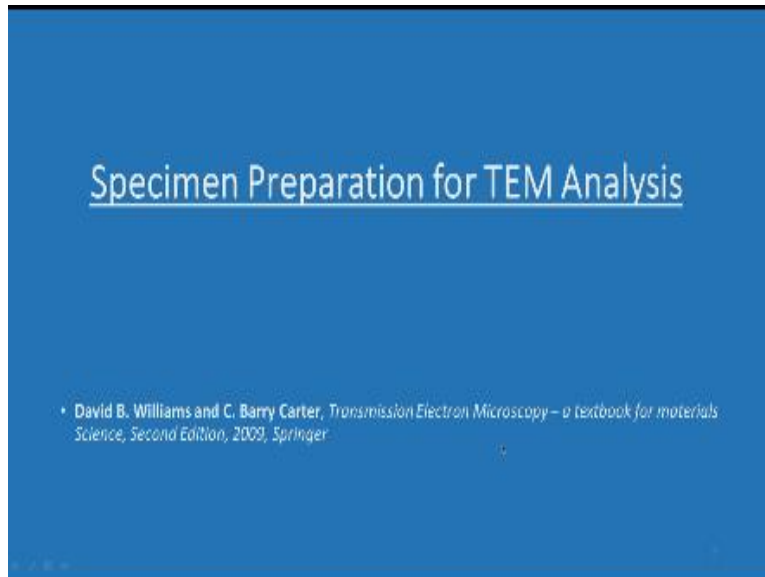 Specimen Preparation for TEM Analysis
• David B. Williams and C. Barry Carter, Transmission Electron Microscopy – a textbook for materials
Science, Second Edition, 2009, Springer